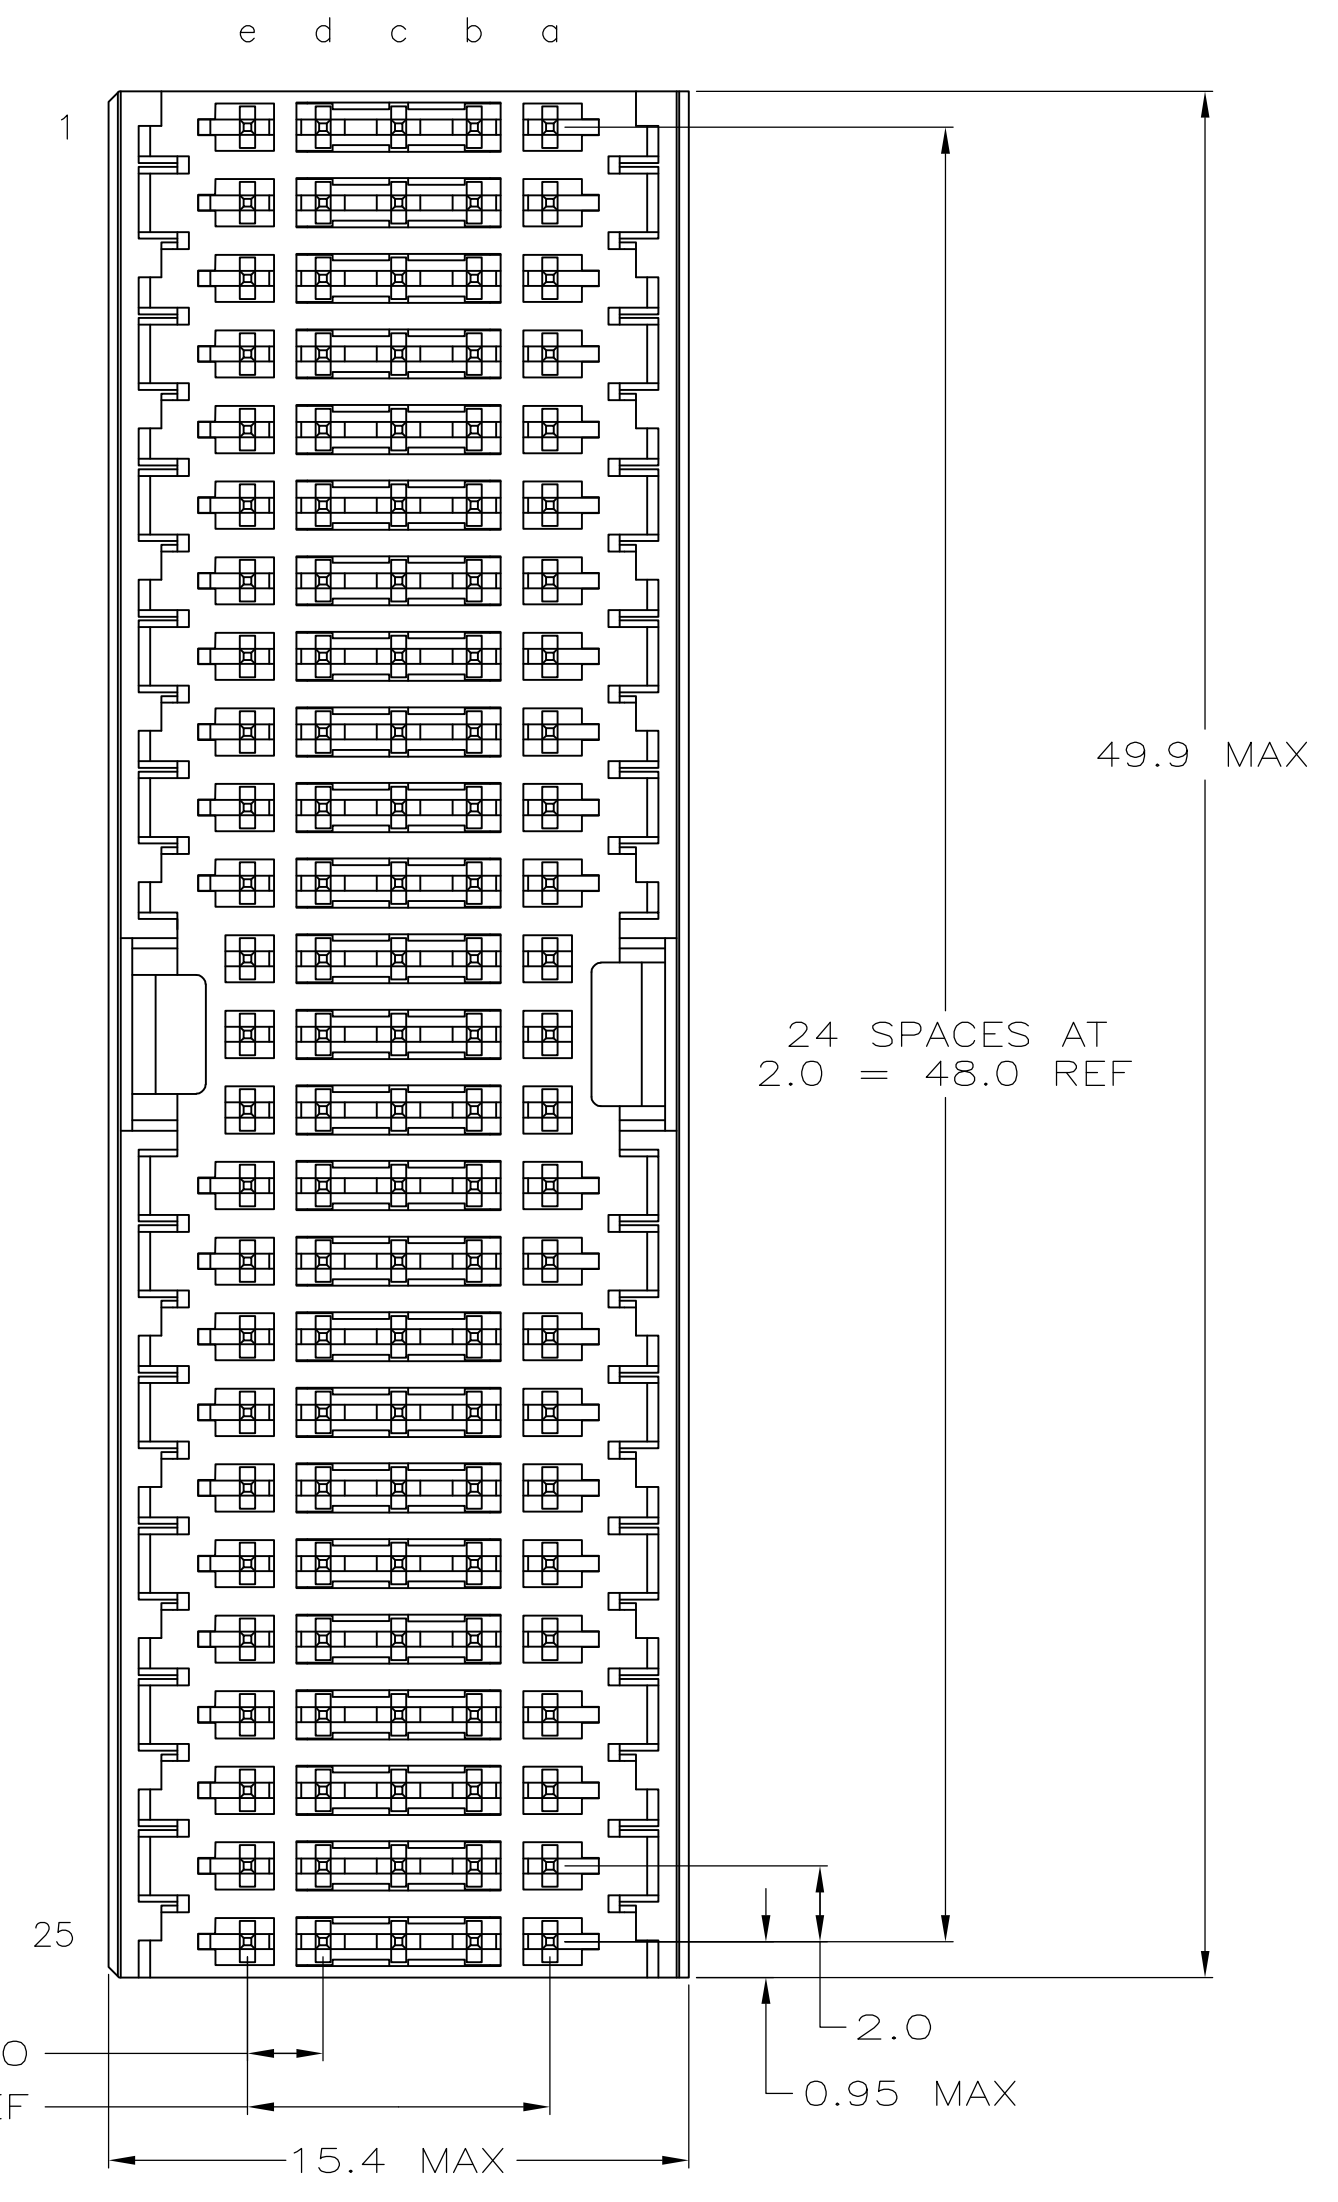 e d c b a
1
49.9 MAX
24 SPACES AT
2.0 = 48.0 REF
25
2.0
0.95 MAX
15.4 MAX